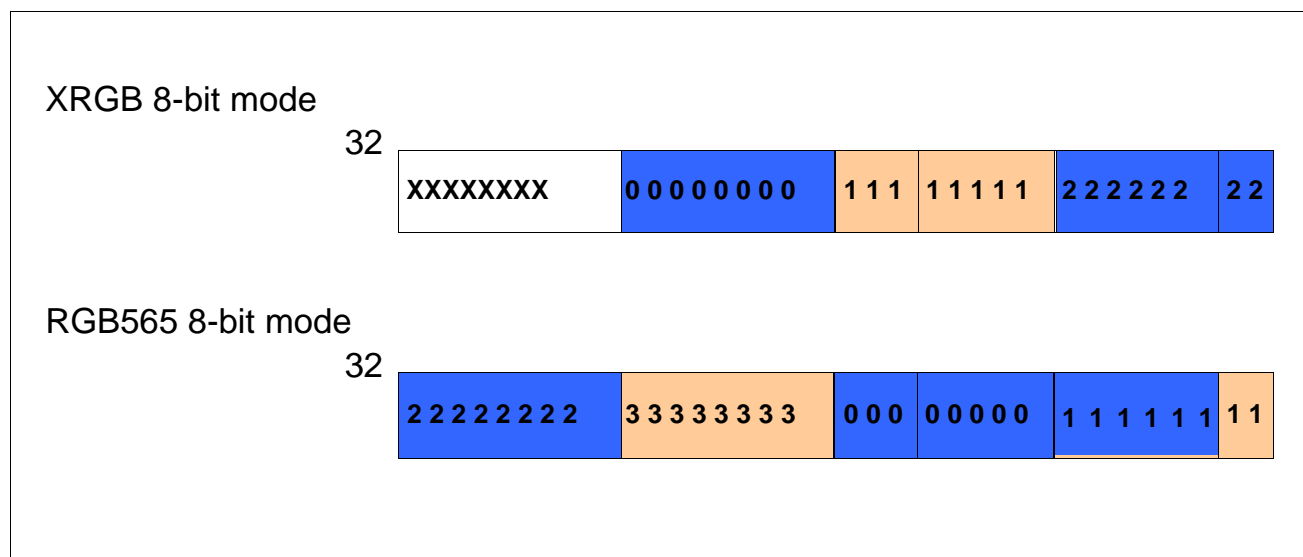 XRGB 8-bit mode
32
XXXXXXXX 0 0 0 0 0 0 0 0 1 1 1 1 1 1 1 1 2 2 2 2 2 2 2 2
RGB565 8-bit mode
32
2 2 2 2 2 2 2 2 3 3 3 3 3 3 3 3 0 0 0 0 0 0 0 0 1 1 1 1 1 1 1 1